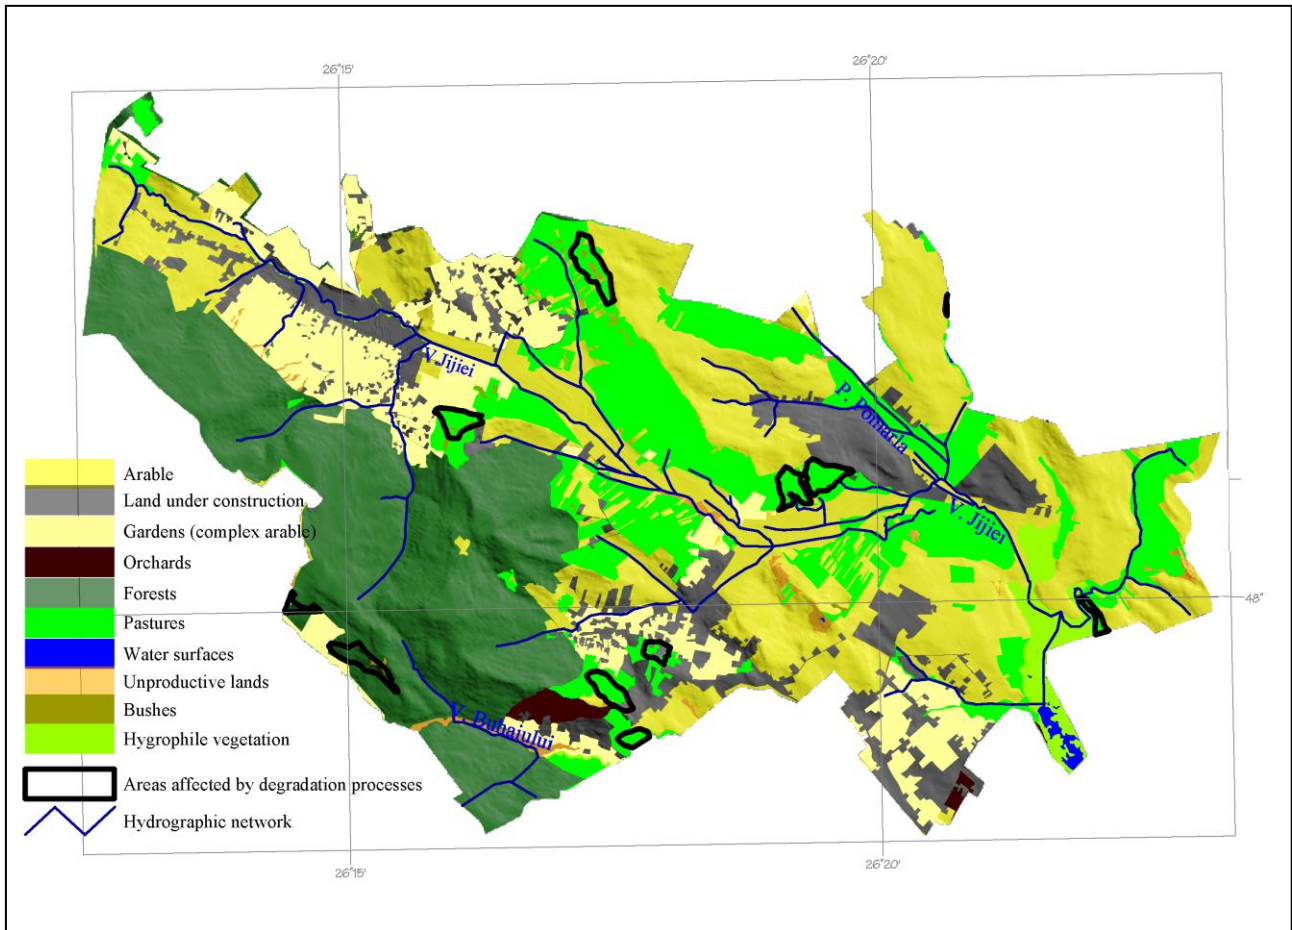 26°15'
26°20'
V.Jijiei
P. Pomarla
V. Jijiei
48°
V. Buhaiului
Arable
Land under construction
Gardens (complex arable)
Orchards
Forests
Pastures
Water surfaces
Unproductive lands
Bushes
Hygrophile vegetation
Areas affected by degradation processes
Hydrographic network
26°15'
26°20'